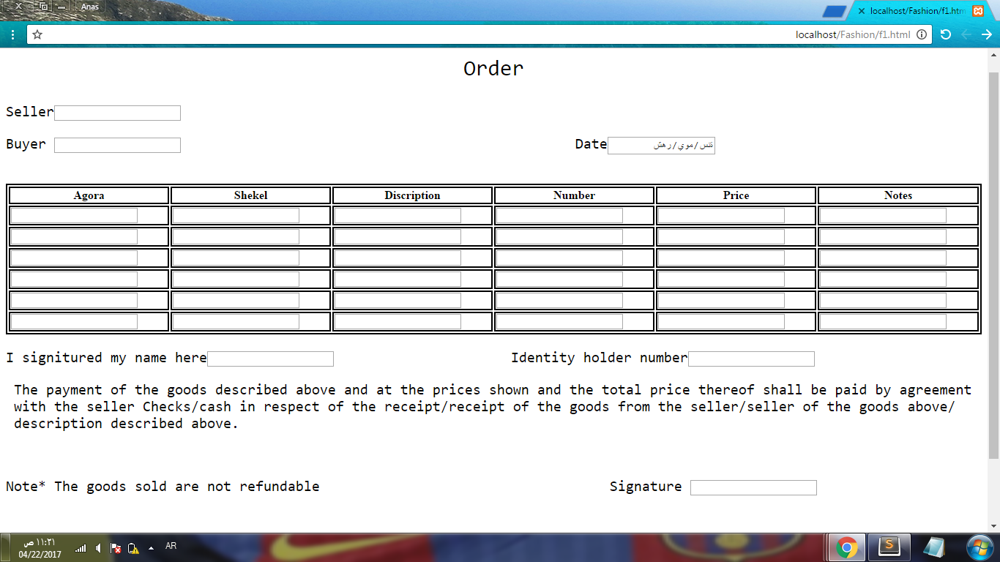 Anas
localhost/Fashion/f1.htm
localhost/Fashion/f1.html
Order
Seller
Buyer
Date
Agora Shekel Discription Number Price Notes
I signitured my name here Identity holder number
The payment of the goods described above and at the prices shown and the total price thereof shall be paid by agreement
with the seller Checks/cash in respect of the receipt/receipt of the goods from the seller/seller of the goods above/
description described above.
Note* The goods sold are not refundable Signature
١١:٢١ ص
AR
04/22/2017